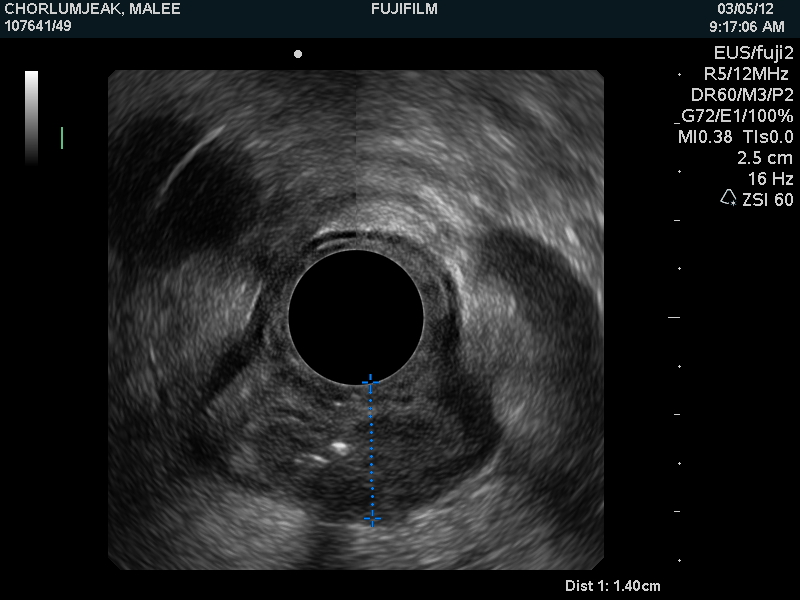 CHORLUMJEAK, MALEE
FUJIFILM
03/05/12
107641/49
9:17:06 AM
EUS/fuji2
R5/12MHz
DR60/M3/P2
_G72/E1/100%
MI0.38 TIs0.0
2.5 cm
16 Hz
ZSI 60
Dist 1: 1.40cm